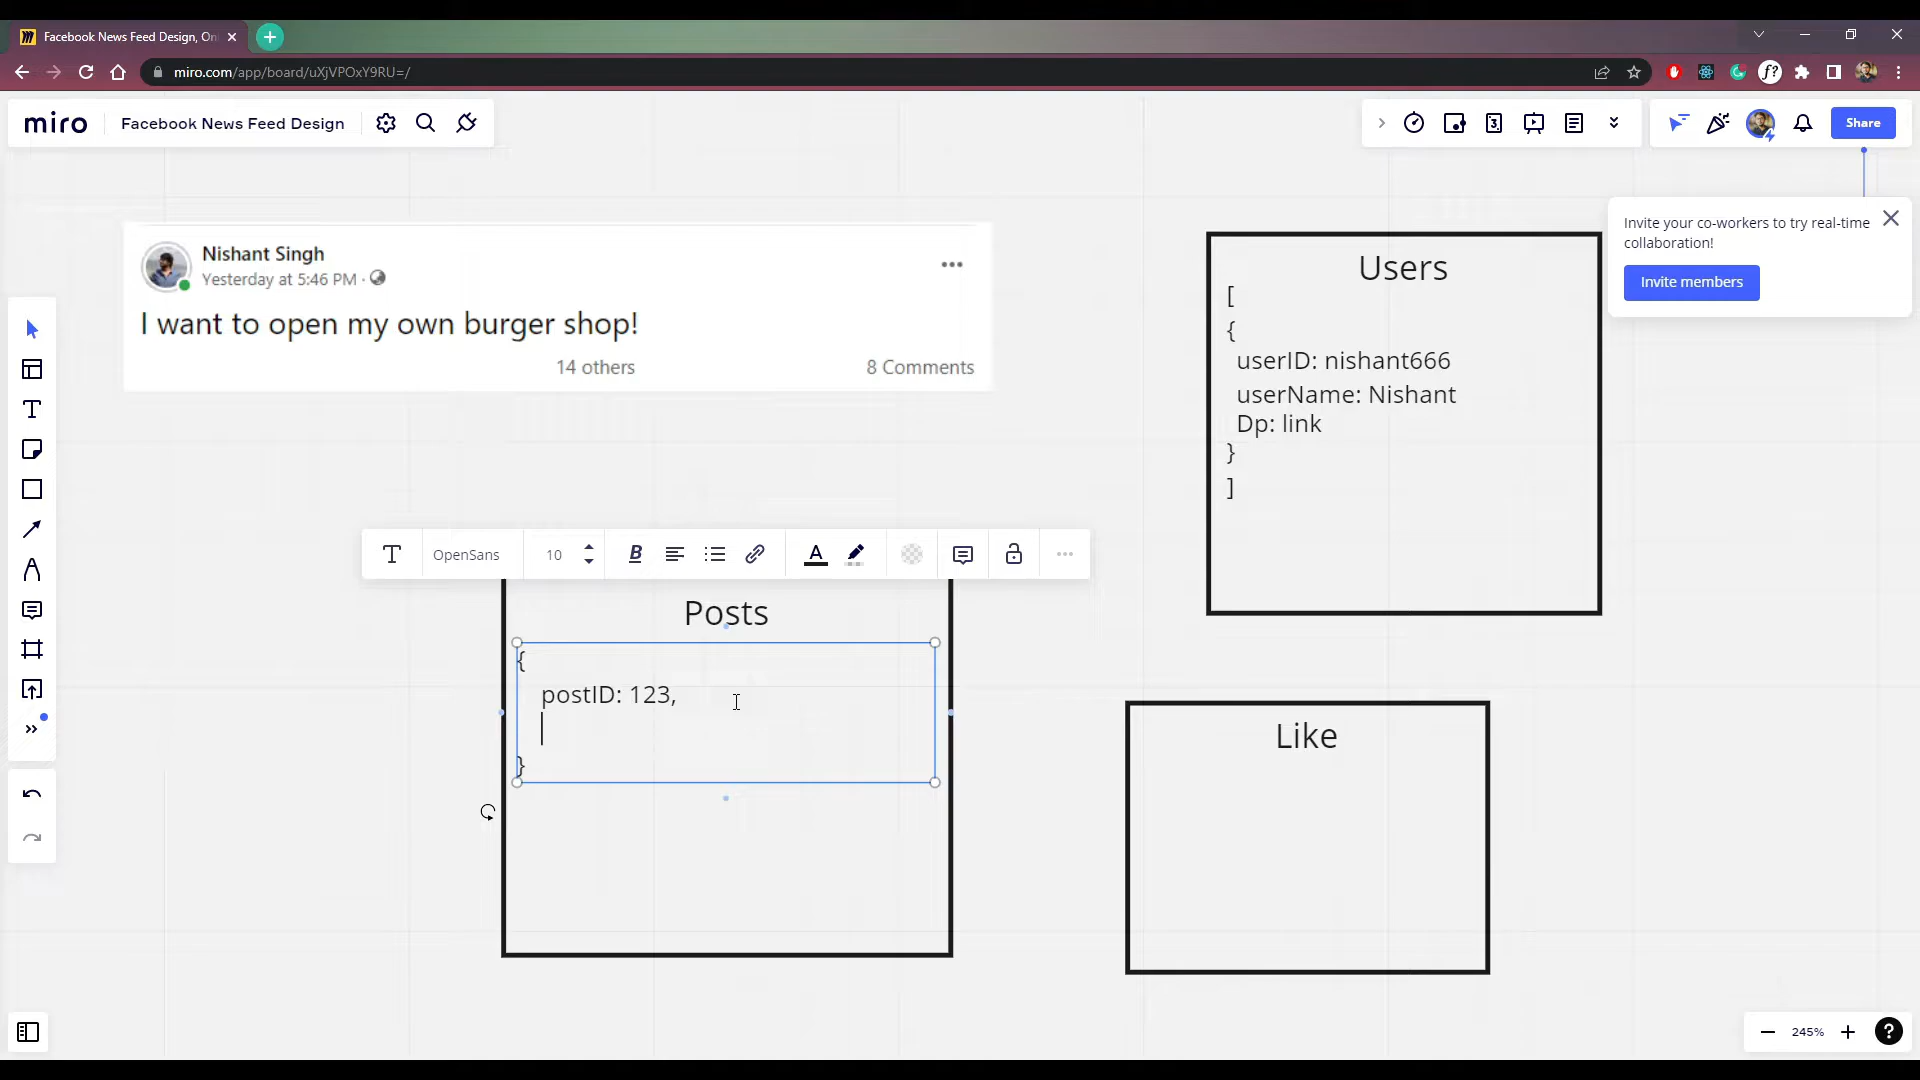 Facebook News Feed Design, On
miro.com/app/board/uXjVPOxY9RU=/
f?
miro
Facebook News Feed Design
3
Share
Invite your co-workers to try real-time
collaboration!
Invite members
Nishant Singh
Yesterday at 5:46 PM ·
I want to open my own burger shop!
14 others
8 Comments
Users
[
{
userID: nishant666
userName: Nishant
Dp: link
}
]
T
OpenSans
10
B
A
Posts
{
postID: 123,
}
Like
245%
?